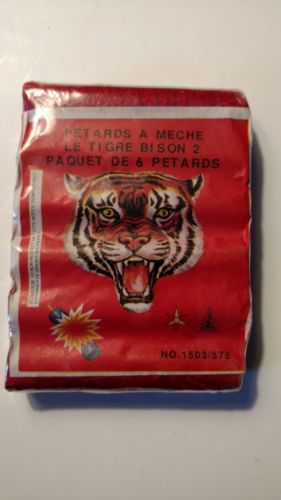 PETARDS A MECHE
LE TIGRE BISON 2
PAQUET DE 6 PETARDS
NO.1503/575